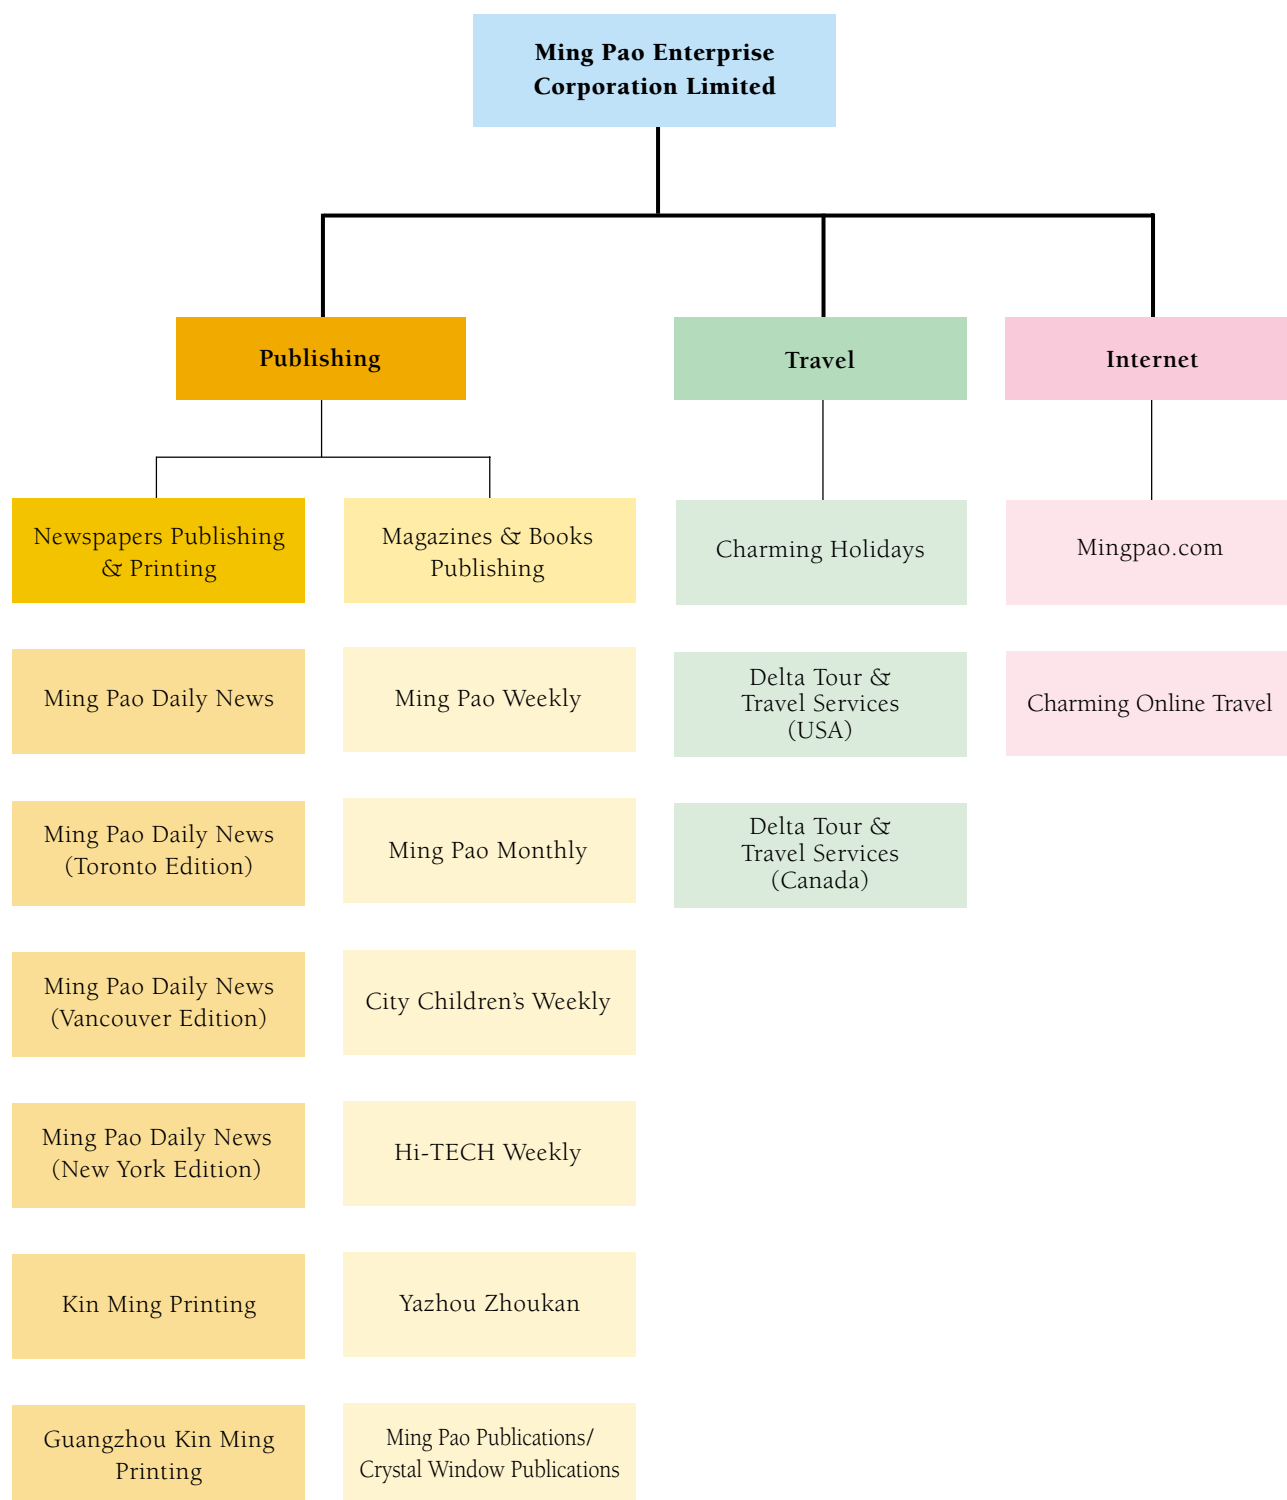 Ming Pao Enterprise
Corporation Limited
Publishing
Travel
Internet
Newspapers Publishing
& Printing
Magazines & Books
Publishing
Charming Holidays
Mingpao.com
Ming Pao Daily News
Ming Pao Weekly
Delta Tour &
Travel Services
(USA)
Charming Online Travel
Ming Pao Daily News
(Toronto Edition)
Ming Pao Monthly
Delta Tour &
Travel Services
(Canada)
Ming Pao Daily News
(Vancouver Edition)
City Children’s Weekly
Ming Pao Daily News
(New York Edition)
Hi-TECH Weekly
Kin Ming Printing
Yazhou Zhoukan
Guangzhou Kin Ming
Printing
Ming Pao Publications/
Crystal Window Publications